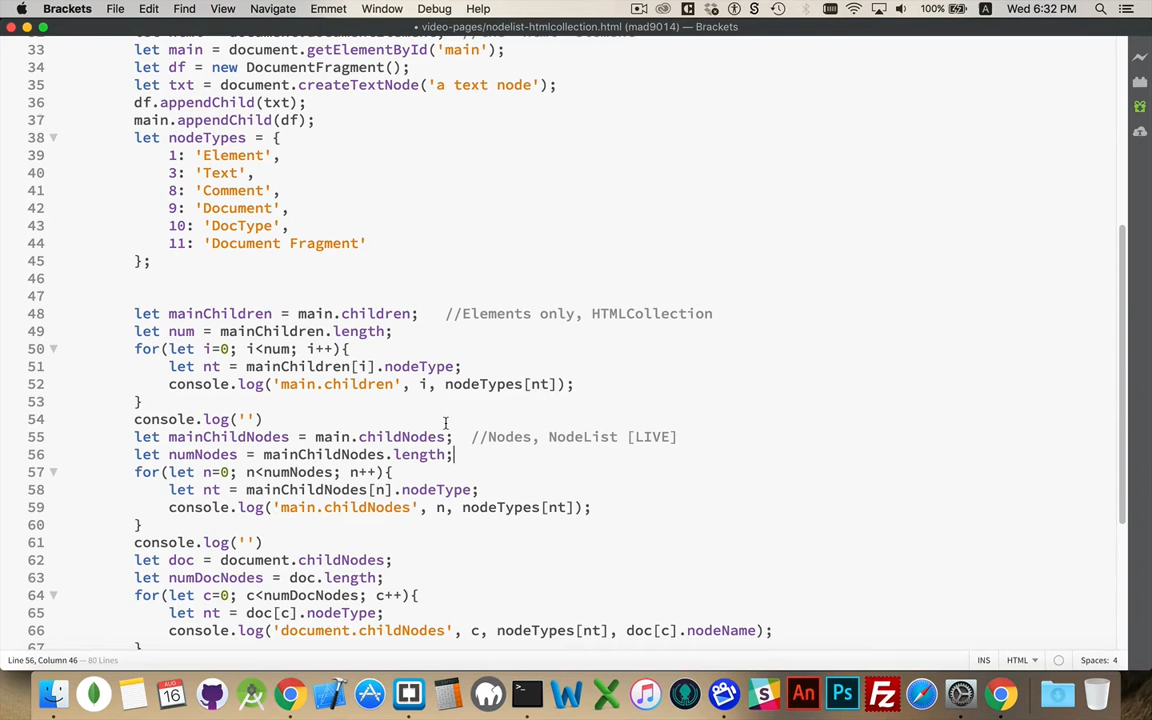 Brackets File Edit Find View Navigate Emmet Window Debug Help 100% A Wed 6:32 PM
• video-pages/nodelist-htmlcollection.html (mad9014) — Brackets
33 let main = document.getElementById('main');
34 let df = new DocumentFragment();
35 let txt = document.createTextNode('a text node');
36 df.appendChild(txt);
37 main.appendChild(df);
38 let nodeTypes = {
39 1: 'Element',
40 3: 'Text',
41 8: 'Comment',
42 9: 'Document',
43 10: 'DocType',
44 11: 'Document Fragment'
45 };
46
47
48 let mainChildren = main.children; //Elements only, HTMLCollection
49 let num = mainChildren.length;
50 for(let i=0; i<num; i++){
51 let nt = mainChildren[i].nodeType;
52 console.log('main.children', i, nodeTypes[nt]);
53 }
54 console.log('')
55 let mainChildNodes = main.childNodes; //Nodes, NodeList [LIVE]
56 let numNodes = mainChildNodes.length;
57 for(let n=0; n<numNodes; n++){
58 let nt = mainChildNodes[n].nodeType;
59 console.log('main.childNodes', n, nodeTypes[nt]);
60 }
61 console.log('')
62 let doc = document.childNodes;
63 let numDocNodes = doc.length;
64 for(let c=0; c<numDocNodes; c++){
65 let nt = doc[c].nodeType;
66 console.log('document.childNodes', c, nodeTypes[nt], doc[c].nodeName);
67 }
Line 56, Column 46 — 80 Lines INS HTML Spaces: 4
AUG
16
W X S An Ps Fz